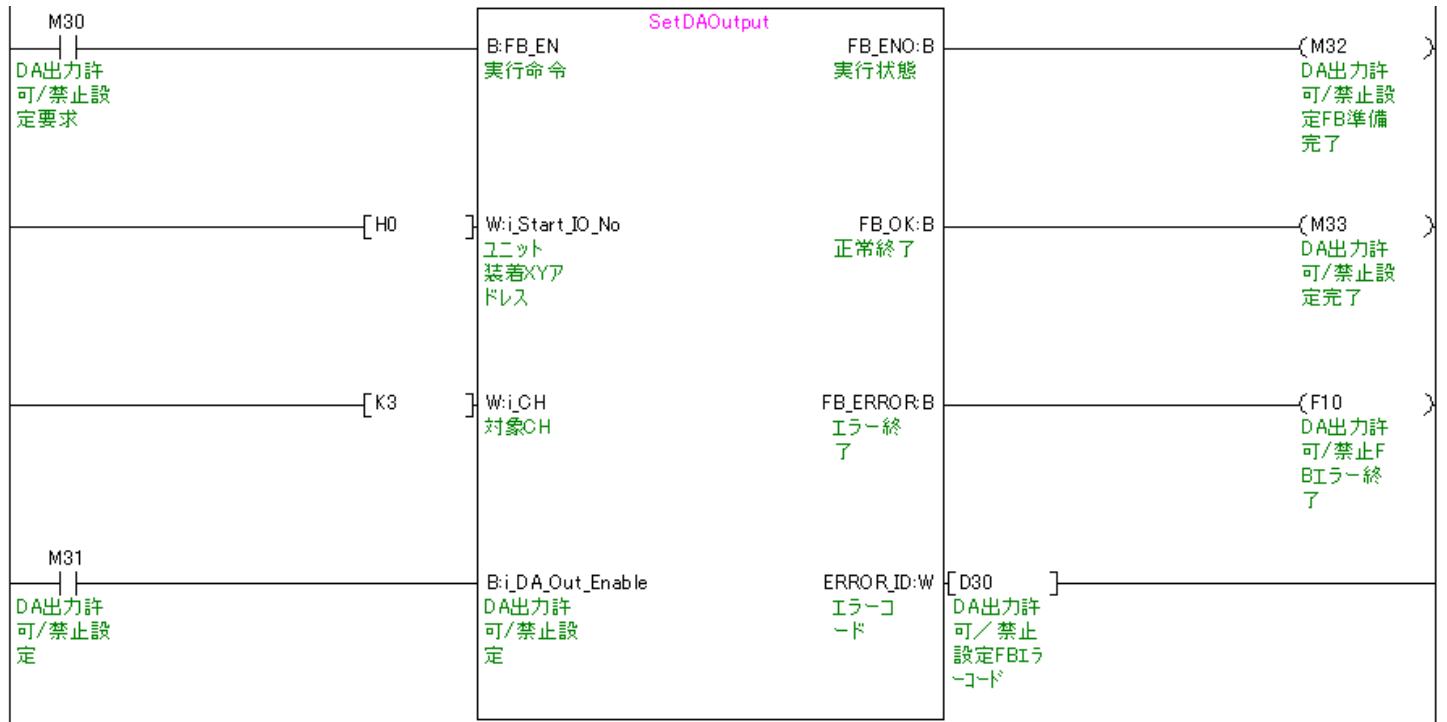 M30
SetDAOutput
B:FB_EN
FB_ENO:B
M32
DA出力許
可/禁止設
定要求
実行命令
実行状態
DA出力許
可/禁止設
定FB準備
完了
H0
W:i_Start_IO_No
FB_OK:B
M33
ユニット
装着XYア
ドレス
正常終了
DA出力許
可/禁止設
定完了
K3
W:i_CH
FB_ERROR:B
F10
対象CH
エラー終
了
DA出力許
可/禁止F
Bエラー終
了
M31
B:i_DA_Out_Enable
ERROR_ID:W
D30
DA出力許
可/禁止設
定
DA出力許
可/禁止設
定
エラーコ
ード
DA出力許
可／禁止
設定FBエラ
ーコード